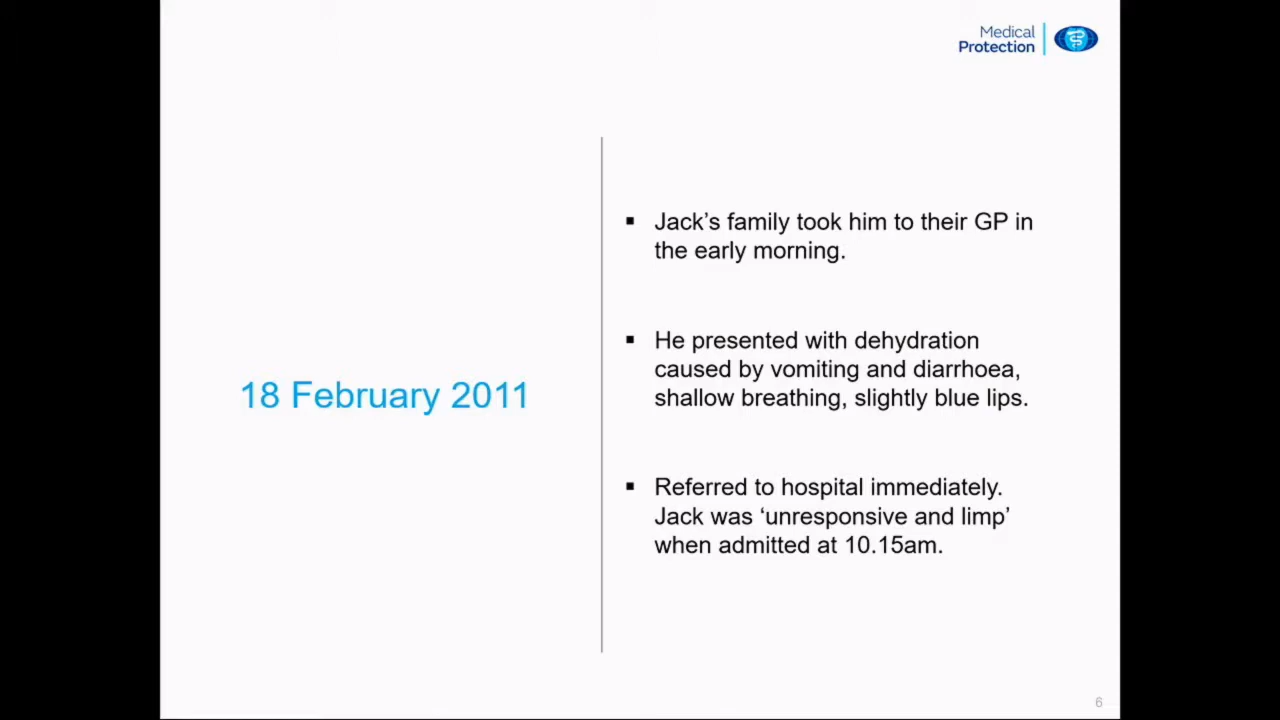 Medical
Protection
18 February 2011
▪ Jack’s family took him to their GP in
the early morning.
▪ He presented with dehydration
caused by vomiting and diarrhoea,
shallow breathing, slightly blue lips.
▪ Referred to hospital immediately.
Jack was ‘unresponsive and limp’
when admitted at 10.15am.
6